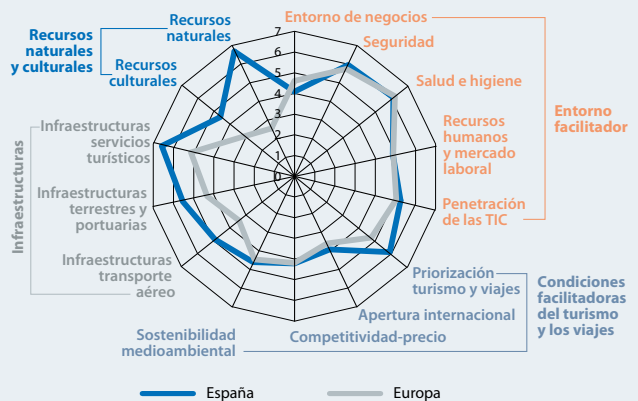 Entorno de negocios
Seguridad
Salud e higiene
Recursos
humanos
y mercado
laboral
Penetración
de las TIC
Entorno
facilitador
Priorización
turismo y viajes
Apertura internacional
Competitividad-precio
Sostenibilidad
medioambiental
Condiciones
facilitadoras
del turismo
y los viajes
Infraestructuras
transporte
aéreo
Infraestructuras
terrestres y
portuarias
Infraestructuras
servicios
turísticos
Infraestructuras
Recursos
culturales
Recursos
naturales
Recursos
naturales
y culturales
7
6
5
4
3
2
1
0
España
Europa